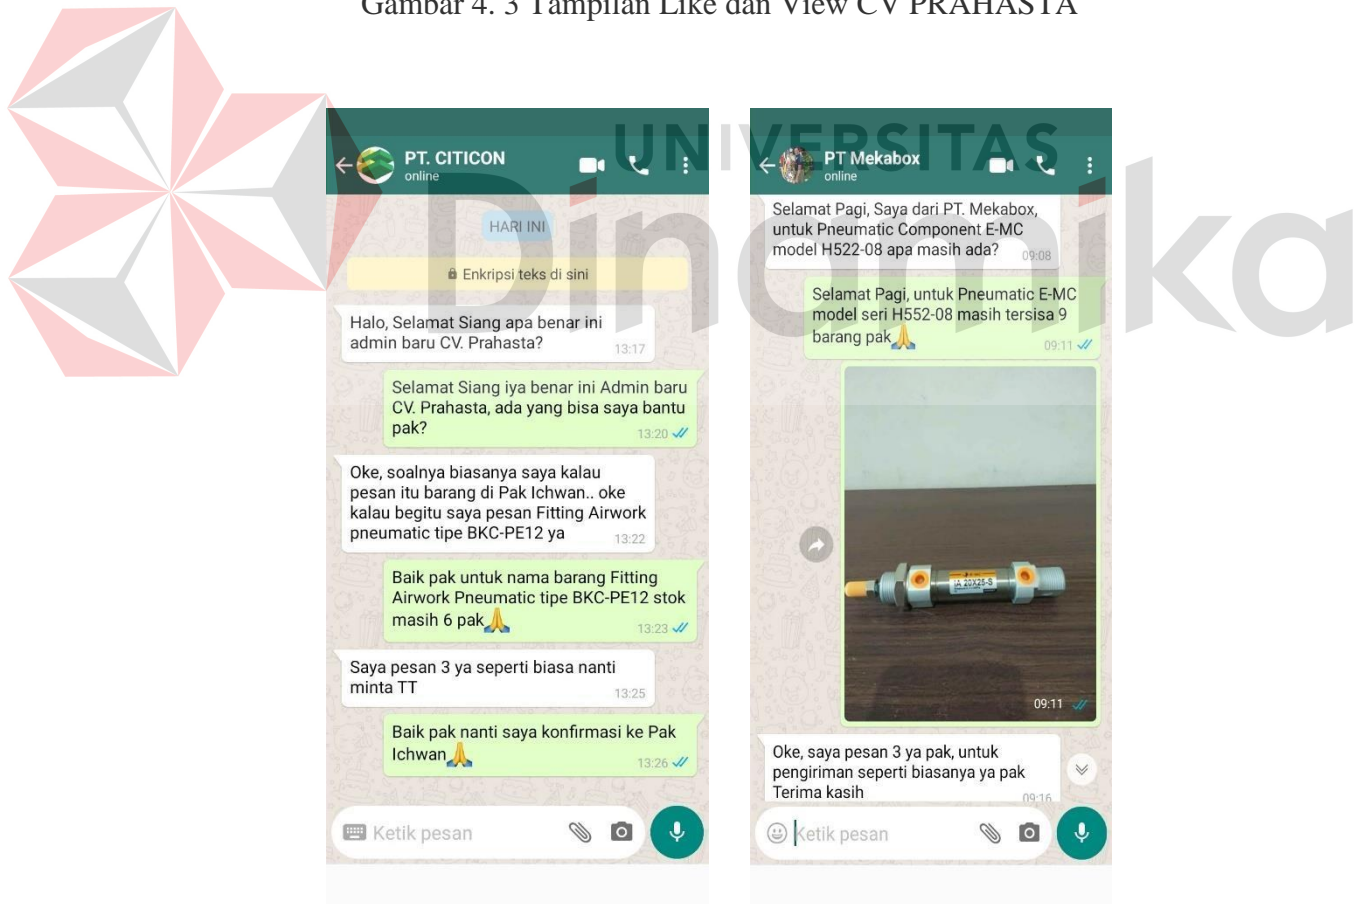 Gambar 4. 3 Tampilan Like dan View CV PRAHASTA
UNIVERSITAS
Dinamika
PT. CITICON
online
HARI INI
Enkripsi teks di sini
Halo, Selamat Siang apa benar ini
admin baru CV. Prahasta?
13:17
Selamat Siang iya benar ini Admin baru
CV. Prahasta, ada yang bisa saya bantu
pak?
13:20
Oke, soalnya biasanya saya kalau
pesan itu barang di Pak Ichwan.. oke
kalau begitu saya pesan Fitting Airwork
pneumatic tipe BKC-PE12 ya
13:22
Baik pak untuk nama barang Fitting
Airwork Pneumatic tipe BKC-PE12 stok
masih 6 pak🙏
13:23
Saya pesan 3 ya seperti biasa nanti
minta TT
13:25
Baik pak nanti saya konfirmasi ke Pak
Ichwan🙏
13:26
Ketik pesan
PT Mekabox
online
Selamat Pagi, Saya dari PT. Mekabox,
untuk Pneumatic Component E-MC
model H522-08 apa masih ada?
09:08
Selamat Pagi, untuk Pneumatic E-MC
model seri H552-08 masih tersisa 9
barang pak🙏
09:11
IA 20X25-S
09:11
Oke, saya pesan 3 ya pak, untuk
pengiriman seperti biasanya ya pak
Terima kasih
09:16
Ketik pesan